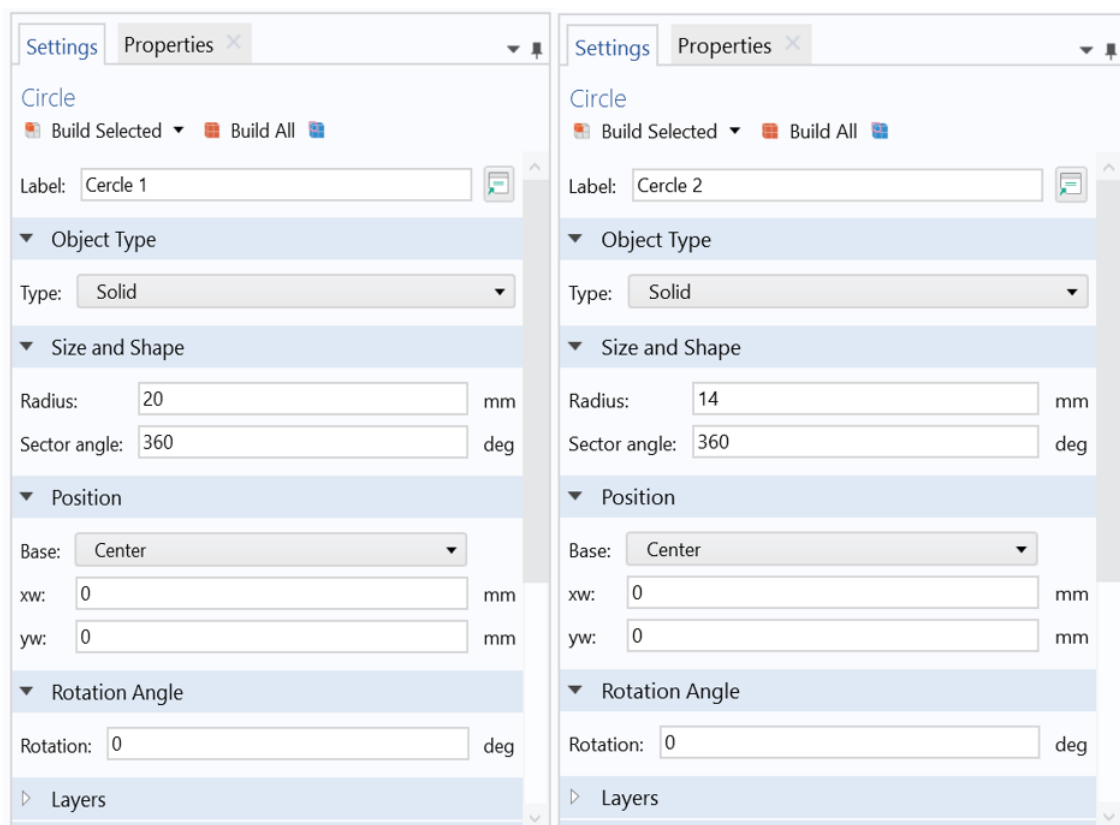 Settings Properties
Circle
Build Selected Build All
Label: Cercle 1
Object Type
Type: Solid
Size and Shape
Radius: 20 mm
Sector angle: 360 deg
Position
Base: Center
xw: 0 mm
yw: 0 mm
Rotation Angle
Rotation: 0 deg
Layers
Settings Properties
Circle
Build Selected Build All
Label: Cercle 2
Object Type
Type: Solid
Size and Shape
Radius: 14 mm
Sector angle: 360 deg
Position
Base: Center
xw: 0 mm
yw: 0 mm
Rotation Angle
Rotation: 0 deg
Layers